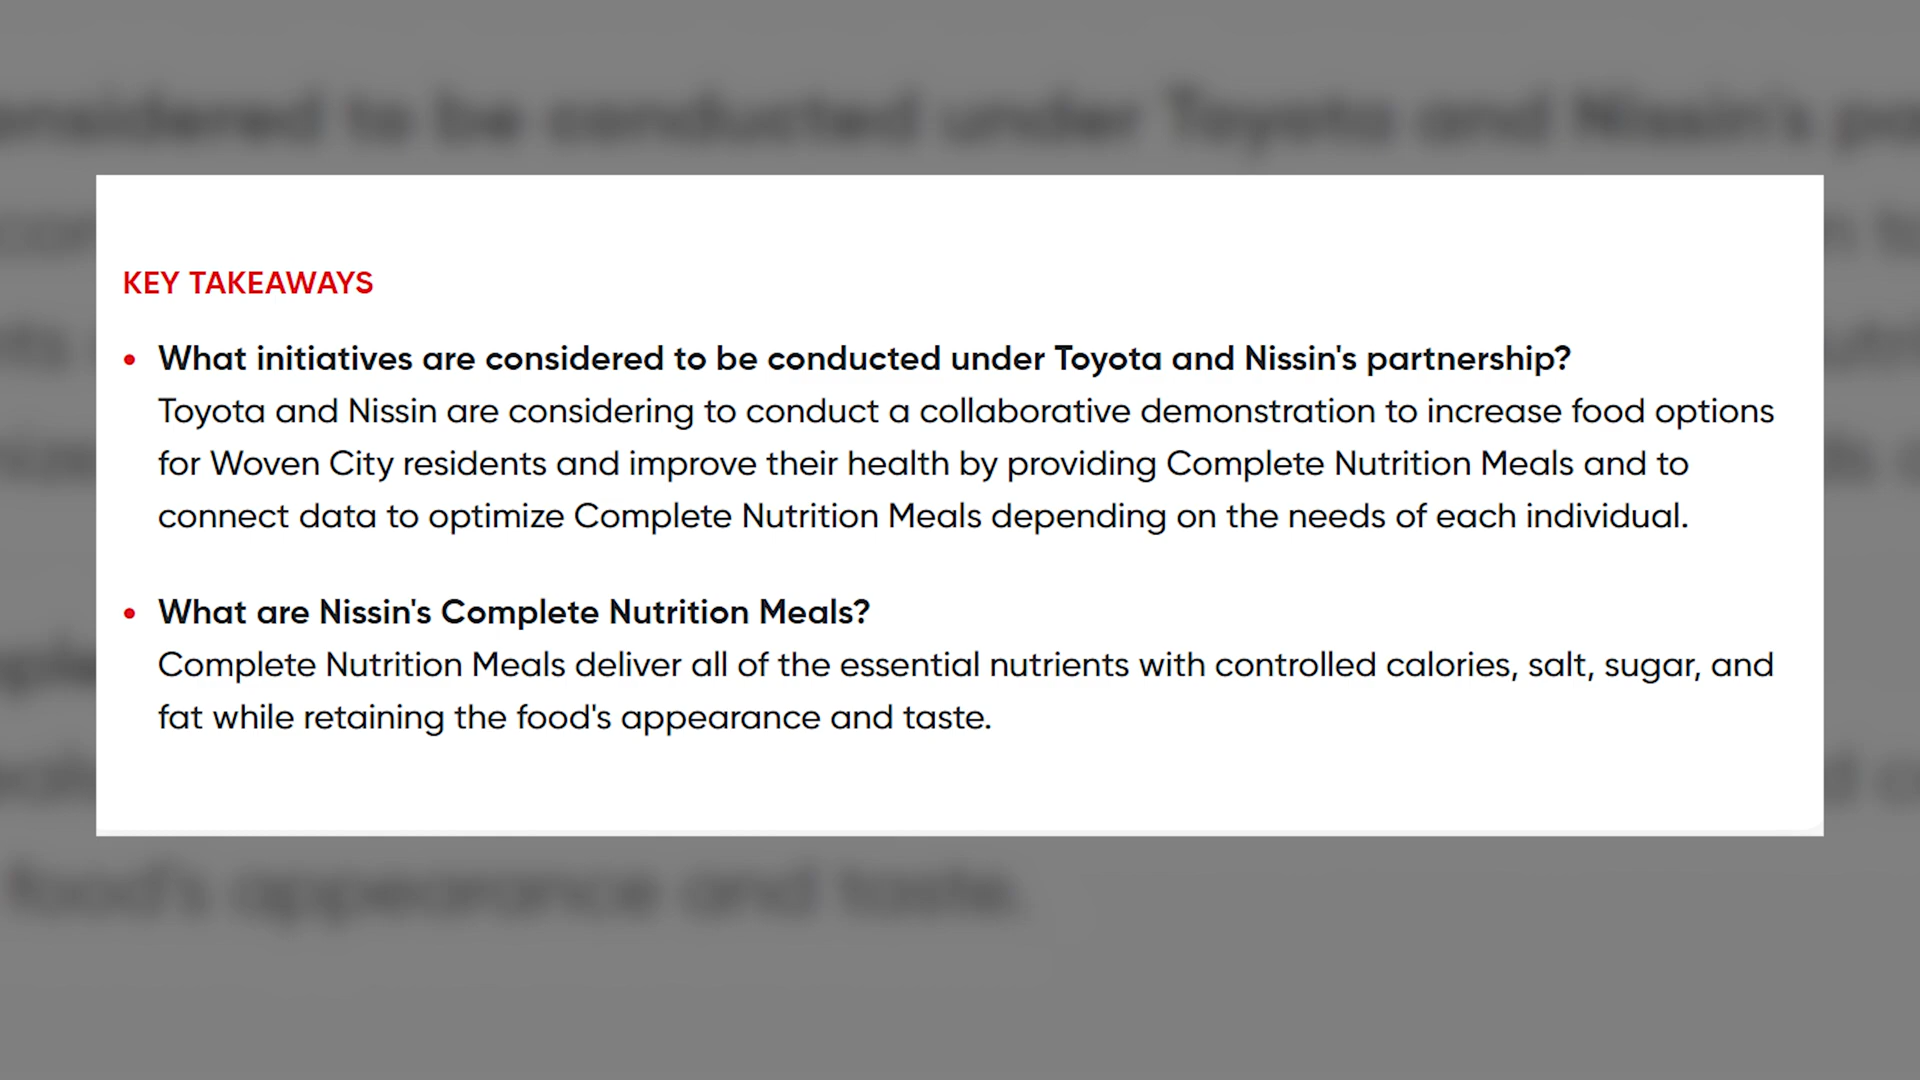 KEY TAKEAWAYS
• What initiatives are considered to be conducted under Toyota and Nissin's partnership?
Toyota and Nissin are considering to conduct a collaborative demonstration to increase food options
for Woven City residents and improve their health by providing Complete Nutrition Meals and to
connect data to optimize Complete Nutrition Meals depending on the needs of each individual.
• What are Nissin's Complete Nutrition Meals?
Complete Nutrition Meals deliver all of the essential nutrients with controlled calories, salt, sugar, and
fat while retaining the food's appearance and taste.